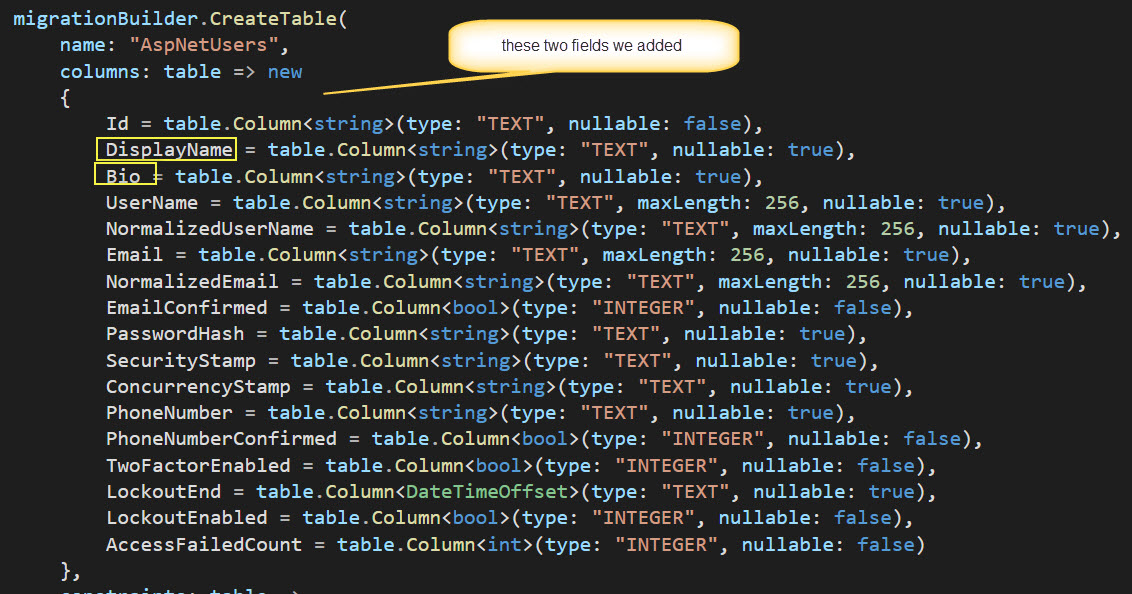 migrationBuilder.CreateTable(
name: "AspNetUsers",
these two fields we added
columns: table => new
{
Id = table.Column<string>(type: "TEXT", nullable: false),
DisplayName = table.Column<string>(type: "TEXT", nullable: true),
Bio = table.Column<string>(type: "TEXT", nullable: true),
UserName = table.Column<string>(type: "TEXT", maxLength: 256, nullable: true),
NormalizedUserName = table.Column<string>(type: "TEXT", maxLength: 256, nullable: true),
Email = table.Column<string>(type: "TEXT", maxLength: 256, nullable: true),
NormalizedEmail = table.Column<string>(type: "TEXT", maxLength: 256, nullable: true),
EmailConfirmed = table.Column<bool>(type: "INTEGER", nullable: false),
PasswordHash = table.Column<string>(type: "TEXT", nullable: true),
SecurityStamp = table.Column<string>(type: "TEXT", nullable: true),
ConcurrencyStamp = table.Column<string>(type: "TEXT", nullable: true),
PhoneNumber = table.Column<string>(type: "TEXT", nullable: true),
PhoneNumberConfirmed = table.Column<bool>(type: "INTEGER", nullable: false),
TwoFactorEnabled = table.Column<bool>(type: "INTEGER", nullable: false),
LockoutEnd = table.Column<DateTimeOffset>(type: "TEXT", nullable: true),
LockoutEnabled = table.Column<bool>(type: "INTEGER", nullable: false),
AccessFailedCount = table.Column<int>(type: "INTEGER", nullable: false)
},
constraints: table =>